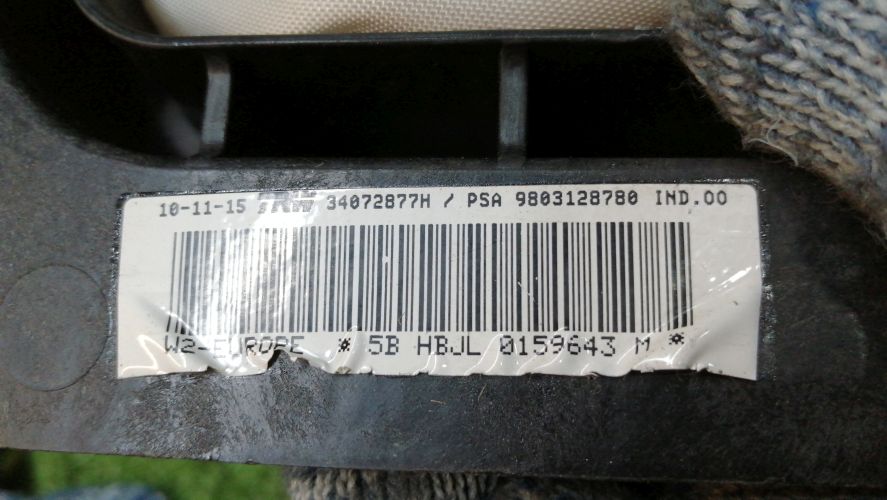 10-11-15 34072877H / PSA 9803128780 IND.00
W2-EUROPE * 5B HBJL 0159643 M *